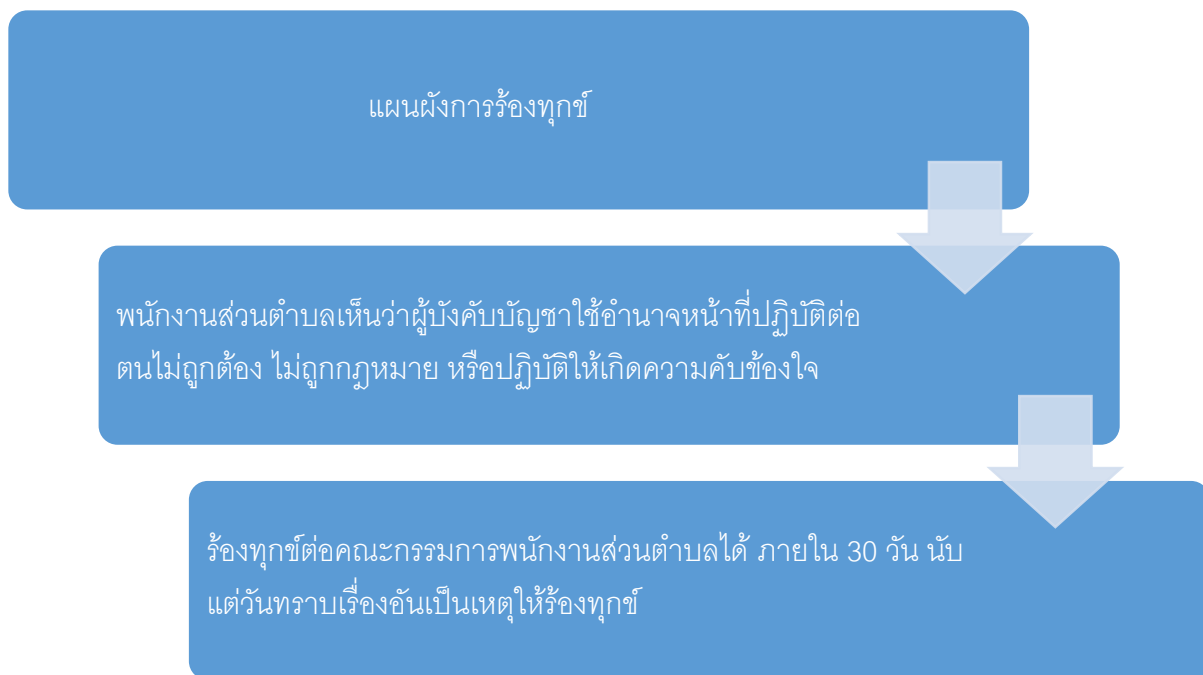 แผนผังการร้องทุกข์
พนักงานส่วนตำบลเห็นว่าผู้บังคับบัญชาใช้อำนาจหน้าที่ปฏิบัติต่อ
ตนไม่ถูกต้อง ไม่ถูกกฎหมาย หรือปฏิบัติให้เกิดความคับข้องใจ
ร้องทุกข์ต่อคณะกรรมการพนักงานส่วนตำบลได้ ภายใน 30 วัน นับ
แต่วันทราบเรื่องอันเป็นเหตุให้ร้องทุกข์